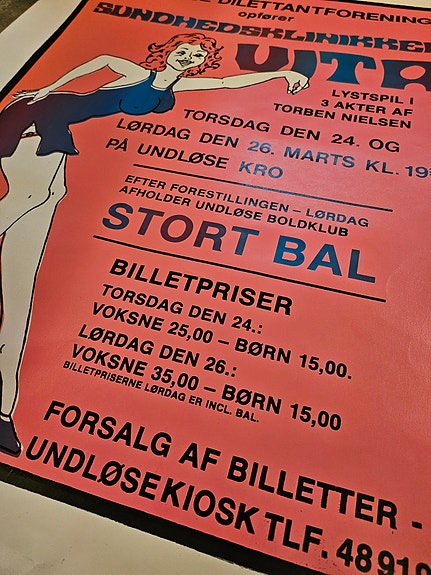 DILETTANTFORENING
opfører
SUNDHEDSKLINIKKEN
VITA
LYSTSPIL I
3 AKTER AF
TORBEN NIELSEN
TORSDAG DEN 24. OG
LØRDAG DEN 26. MARTS KL. 19
PÅ UNDLØSE KRO
EFTER FORESTILLINGEN – LØRDAG
AFHOLDER UNDLØSE BOLDKLUB
STORT BAL
BILLETPRISER
TORSDAG DEN 24.:
VOKSNE 25,00 – BØRN 15,00.
LØRDAG DEN 26.:
VOKSNE 35,00 – BØRN 15,00
BILLETPRISERNE LØRDAG ER INCL. BAL.
FORSALG AF BILLETTER -
UNDLØSE KIOSK TLF. 48919